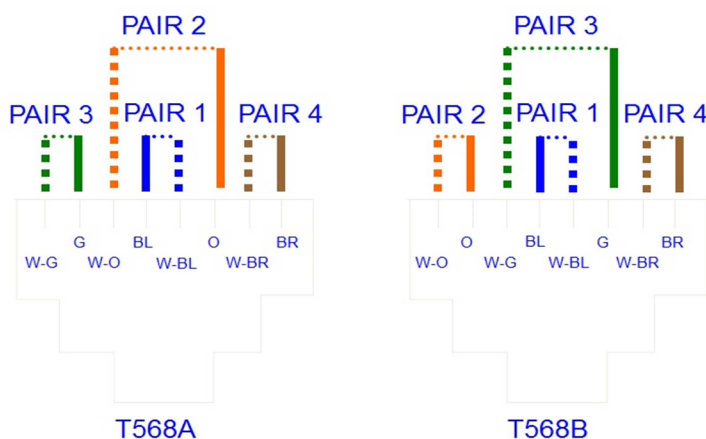 PAIR 2
PAIR 3 PAIR 1 PAIR 4
G BL O BR
W-G W-O W-BL W-BR
T568A
PAIR 3
PAIR 2 PAIR 1 PAIR 4
O BL G BR
W-O W-G W-BL W-BR
T568B